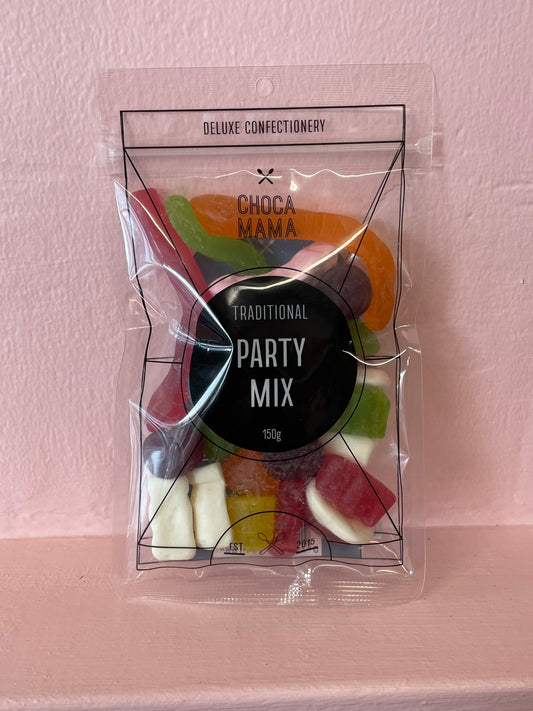 DELUXE CONFECTIONERY
CHOCA
MAMA
TRADITIONAL
PARTY
MIX
150g
EST. 2015